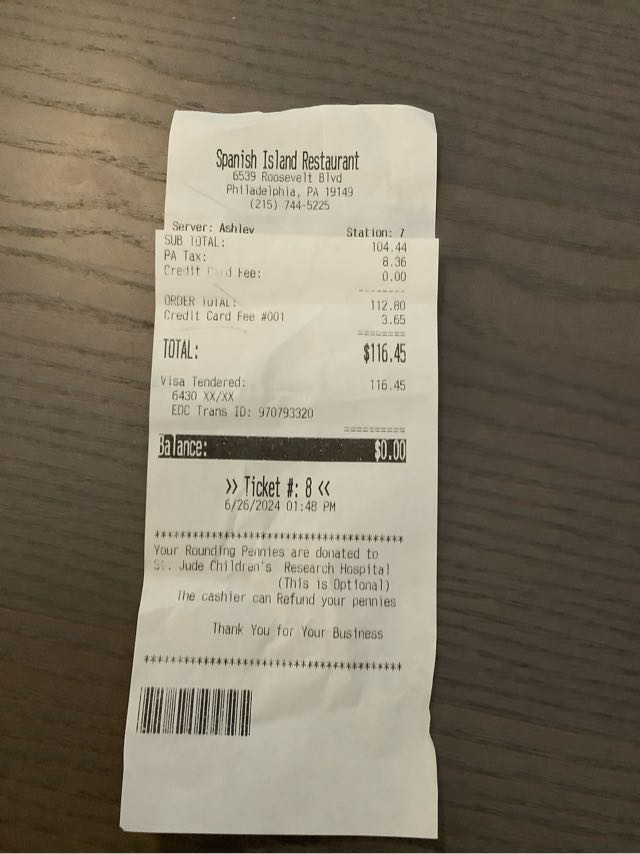 Spanish Island Restaurant
6539 Roosevelt Blvd
Philadelphia, PA 19149
(215) 744-5225
Server: Ashley Station: 7
SUB TOTAL: 104.44
PA Tax: 8.36
Credit Card Fee: 0.00
--------
ORDER TOTAL: 112.80
Credit Card Fee #001 3.65
========
TOTAL: $116.45
Visa Tendered: 116.45
6430 XX/XX
EDC Trans ID: 970793320
==========
Balance: $0.00
>> Ticket #: 8 <<
6/26/2024 01:48 PM
****************************************
Your Rounding Pennies are donated to
St. Jude Children's Research Hospital
(This is Optional)
The cashier can Refund your pennies
Thank You for Your Business
****************************************